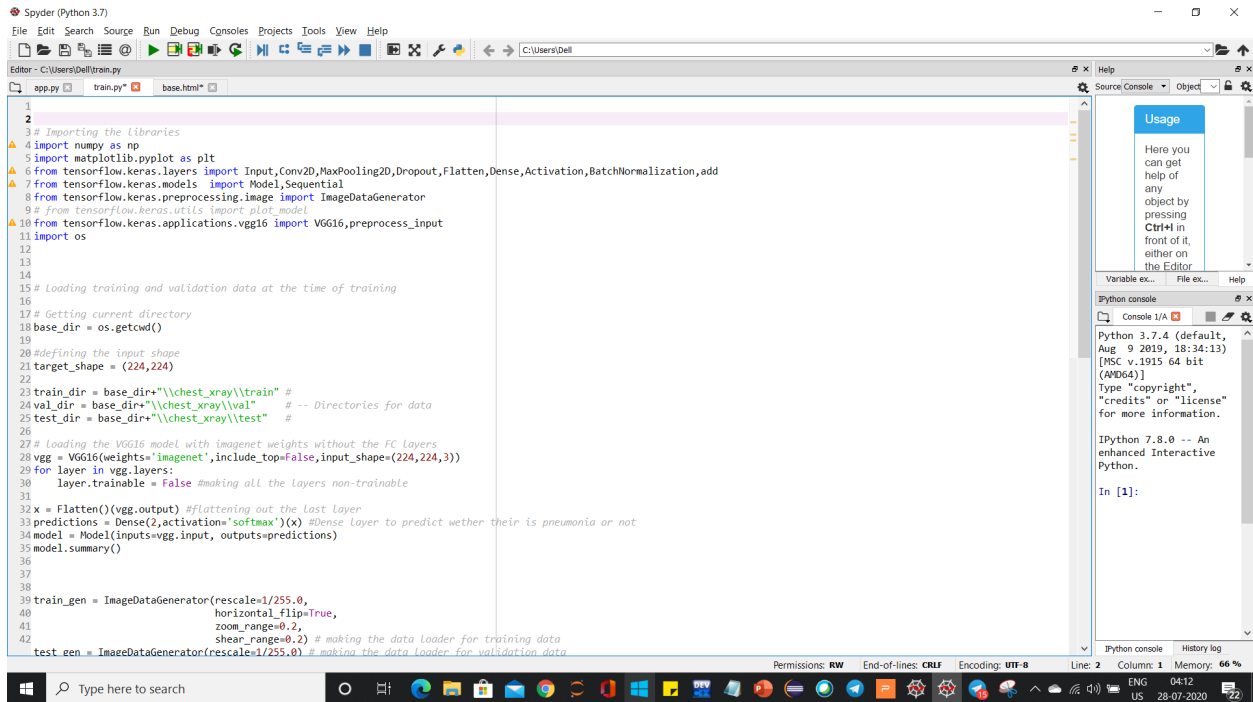 Spyder (Python 3.7)
File Edit Search Source Run Debug Consoles Projects Tools View Help
C:\Users\Dell
Editor - C:\Users\Dell\train.py
app.py train.py* base.html*
1
2
3 # Importing the libraries
4 import numpy as np
5 import matplotlib.pyplot as plt
6 from tensorflow.keras.layers import Input,Conv2D,MaxPooling2D,Dropout,Flatten,Dense,Activation,BatchNormalization,add
7 from tensorflow.keras.models  import Model,Sequential
8 from tensorflow.keras.preprocessing.image import ImageDataGenerator
9 # from tensorflow.keras.utils import plot_model
10 from tensorflow.keras.applications.vgg16 import VGG16,preprocess_input
11 import os
12
13
14
15 # Loading training and validation data at the time of training
16
17 # Getting current directory
18 base_dir = os.getcwd()
19
20 #defining the input shape
21 target_shape = (224,224)
22
23 train_dir = base_dir+"\\chest_xray\\train" #
24 val_dir = base_dir+"\\chest_xray\\val"     # -- Directories for data
25 test_dir = base_dir+"\\chest_xray\\test"   #
26
27 # Loading the VGG16 model with imagenet weights without the FC layers
28 vgg = VGG16(weights='imagenet',include_top=False,input_shape=(224,224,3))
29 for layer in vgg.layers:
30     layer.trainable = False #making all the layers non-trainable
31
32 x = Flatten()(vgg.output) #flattening out the last layer
33 predictions = Dense(2,activation='softmax')(x) #Dense layer to predict wether their is pneumonia or not
34 model = Model(inputs=vgg.input, outputs=predictions)
35 model.summary()
36
37
38
39 train_gen = ImageDataGenerator(rescale=1/255.0,
40                                horizontal_flip=True,
41                                zoom_range=0.2,
42                                shear_range=0.2) # making the data loader for training data
test_gen = ImageDataGenerator(rescale=1/255.0) # making the data loader for validation data
Help
Source Console Object
Usage
Here you
can get
help of
any
object by
pressing
Ctrl+I in
front of it,
either on
the Editor
Variable ex... File ex... Help
IPython console
Console 1/A
Python 3.7.4 (default,
Aug  9 2019, 18:34:13)
[MSC v.1915 64 bit
(AMD64)]
Type "copyright",
"credits" or "license"
for more information.
IPython 7.8.0 -- An
enhanced Interactive
Python.
In [1]:
IPython console History log
Permissions: RW End-of-lines: CRLF Encoding: UTF-8 Line: 2 Column: 1 Memory: 66 %
Type here to search
ENG
US
04:12
28-07-2020
22